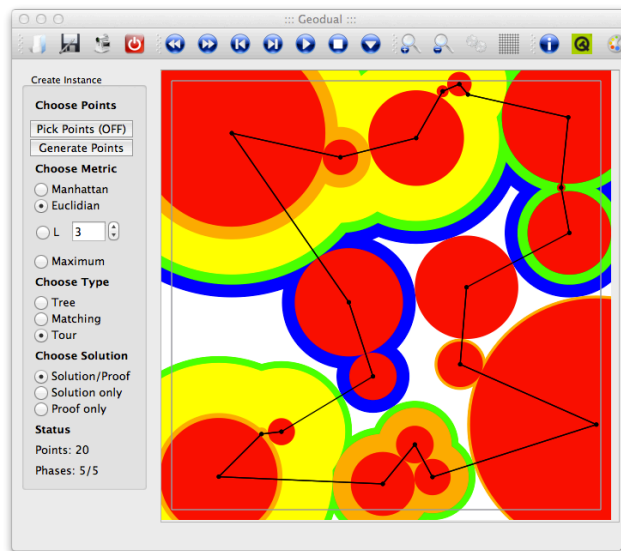 ::: Geodual :::
Create Instance
Choose Points
Pick Points (OFF)
Generate Points
Choose Metric
Manhattan
Euclidian
L 3
Maximum
Choose Type
Tree
Matching
Tour
Choose Solution
Solution/Proof
Solution only
Proof only
Status
Points: 20
Phases: 5/5